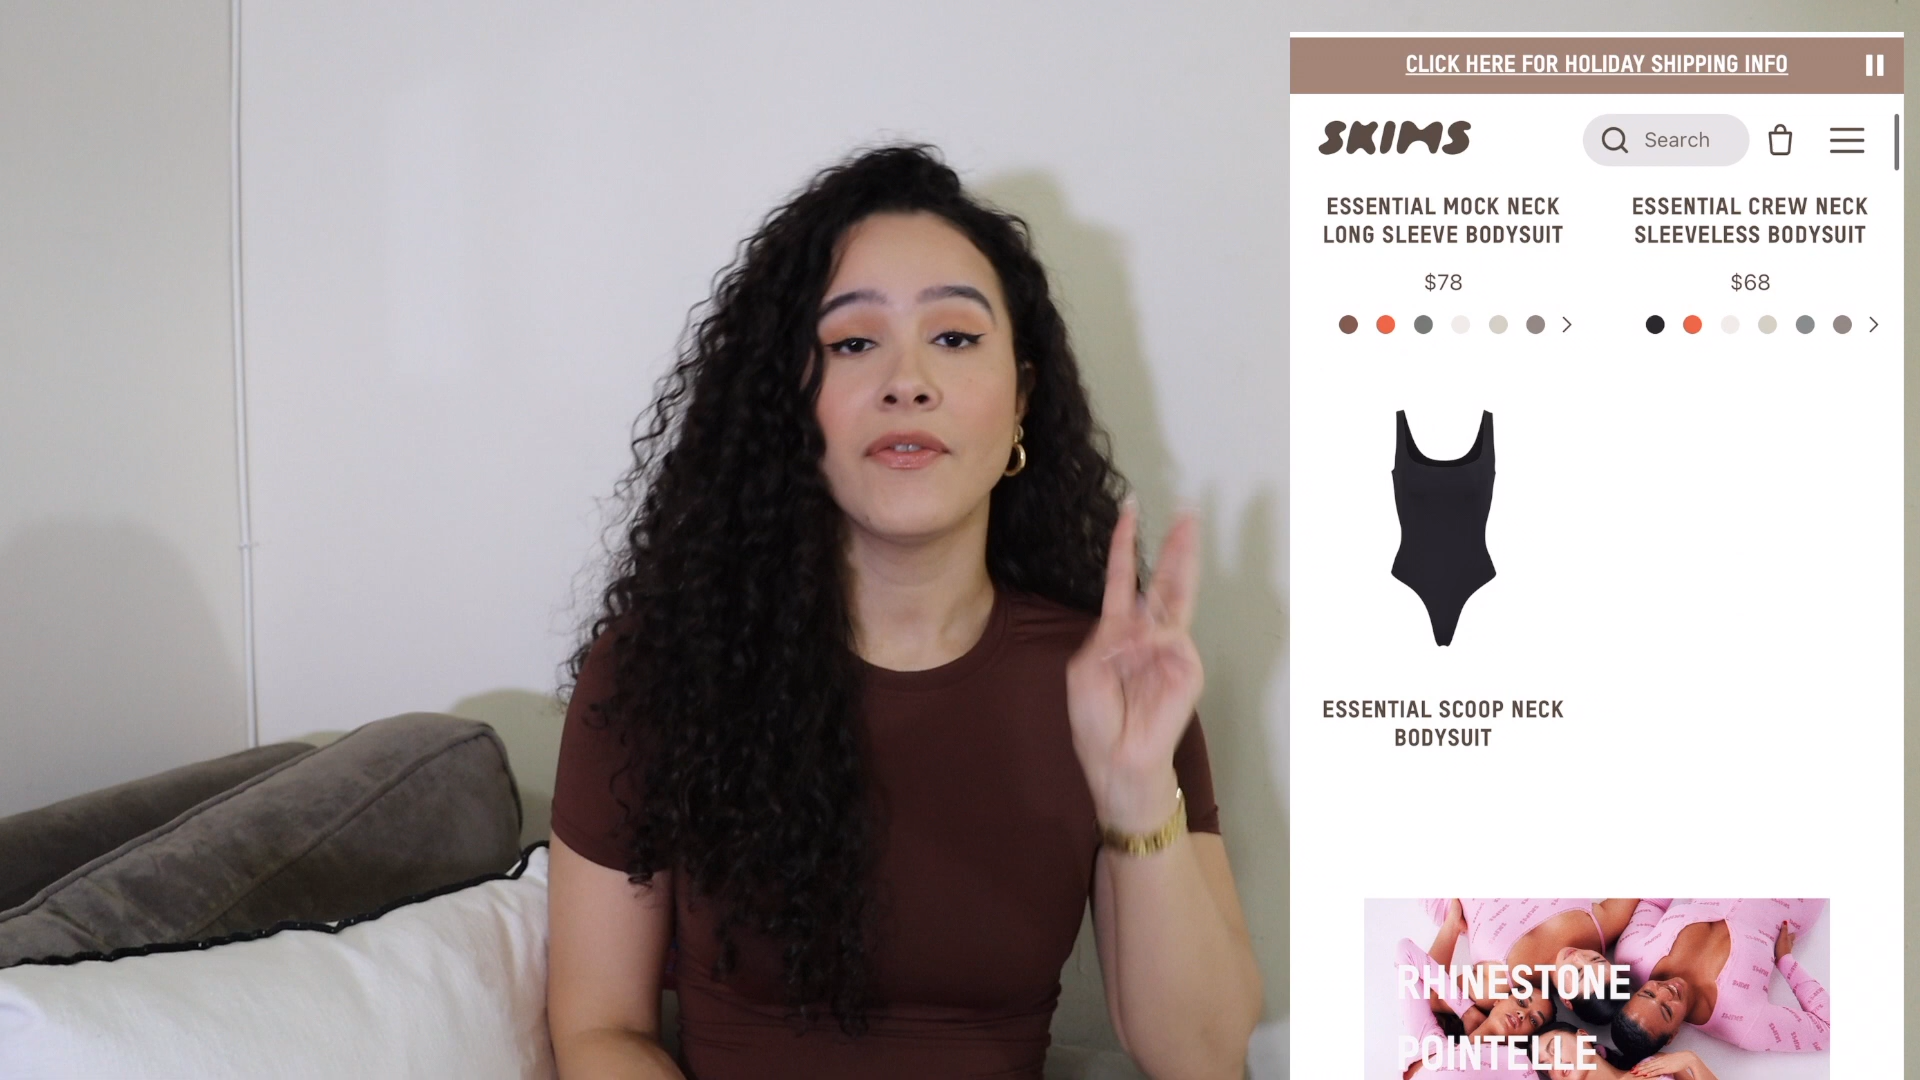 CLICK HERE FOR HOLIDAY SHIPPING INFO
SKIMS
Search
ESSENTIAL MOCK NECK
LONG SLEEVE BODYSUIT
$78
ESSENTIAL CREW NECK
SLEEVELESS BODYSUIT
$68
ESSENTIAL SCOOP NECK
BODYSUIT
RHINESTONE
POINTELLE